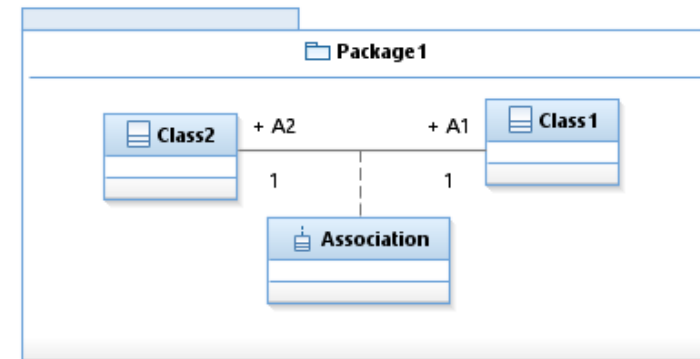 Package1
Class2
+ A2
+ A1
Class1
1
1
Association